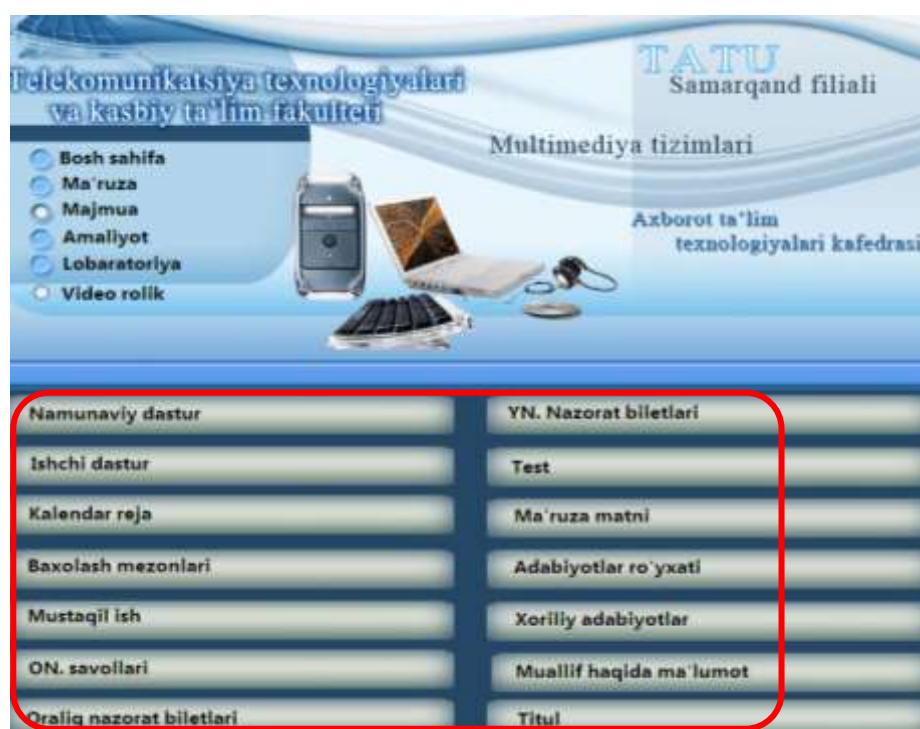 Telekomunikatsiya texnologiyalari
va kasbiy ta'lim fakulteti
TATU
Samarqand filiali
Multimediya tizimlari
Axborot ta'lim
texnologiyalari kafedrasi
Bosh sahifa
Ma'ruza
Majmua
Amaliyot
Lobaratoriya
Video rolik
Namunaviy dastur
Ishchi dastur
Kalendar reja
Baxolash mezonlari
Mustaqil ish
ON. savollari
Oraliq nazorat biletlari
YN. Nazorat biletlari
Test
Ma'ruza matni
Adabiyotlar ro'yxati
Xoriliy adabiyotlar
Muallif haqida ma'lumot
Titul